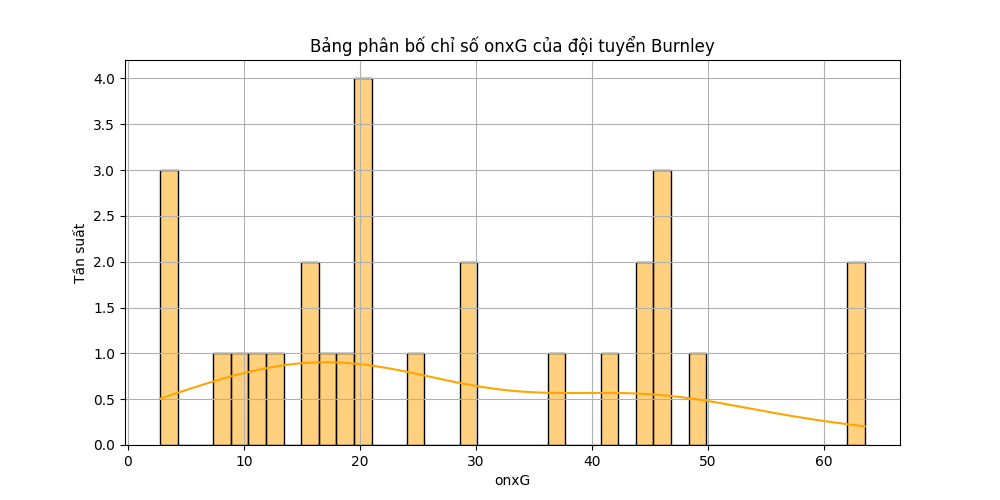 Bảng phân bố chỉ số onxG của đội tuyển Burnley
4.0
3.5
3.0
2.5
2.0
1.5
1.0
0.5
0.0
Tần suất
0 10 20 30 40 50 60
onxG